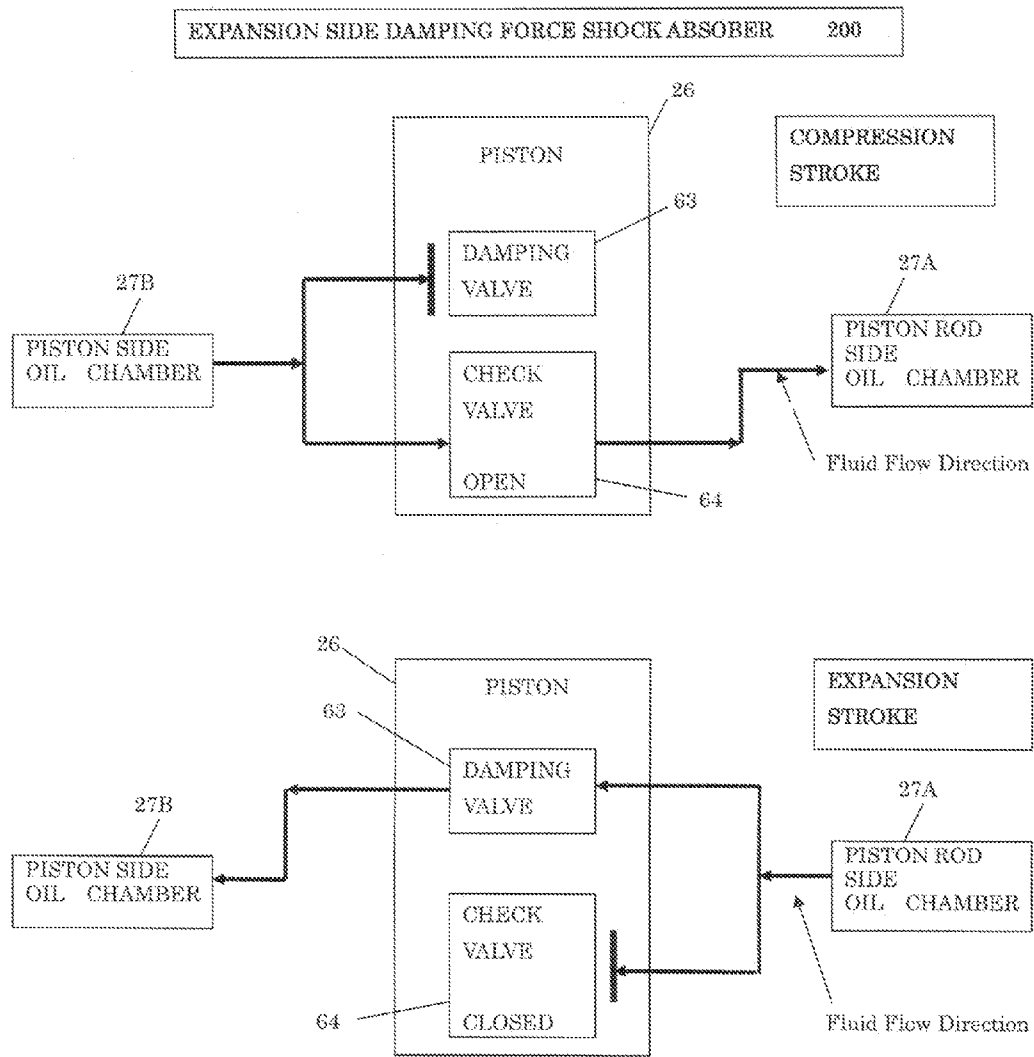 EXPANSION SIDE DAMPING FORCE SHOCK ABSOBER 200
26
PISTON
COMPRESSION
STROKE
63
DAMPING
VALVE
27B
27A
PISTON SIDE
OIL CHAMBER
PISTON ROD
SIDE
OIL CHAMBER
CHECK
VALVE
OPEN
Fluid Flow Direction
64
26
PISTON
EXPANSION
STROKE
63
DAMPING
VALVE
27B
27A
PISTON SIDE
OIL CHAMBER
PISTON ROD
SIDE
OIL CHAMBER
CHECK
VALVE
CLOSED
64
Fluid Flow Direction